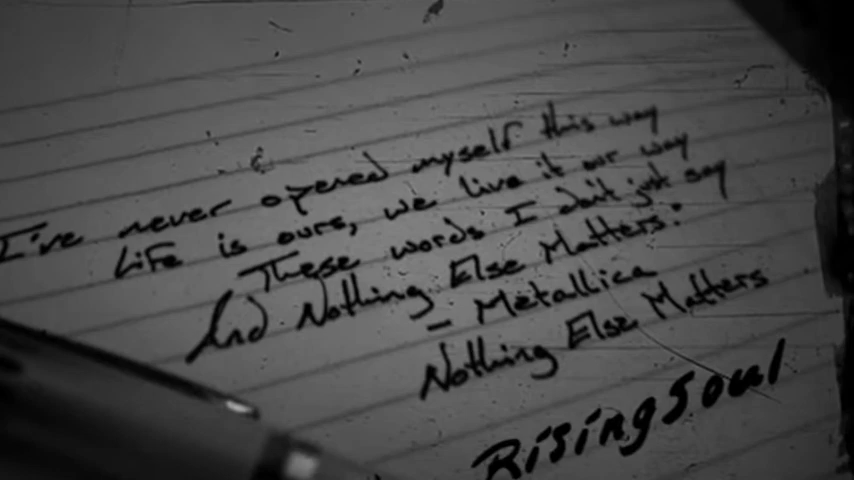 I've never opened myself this way
Life is ours, we live it our way
These words I don't just say
And Nothing Else Matters.
- Metallica
Nothing Else Matters
RisingSoul